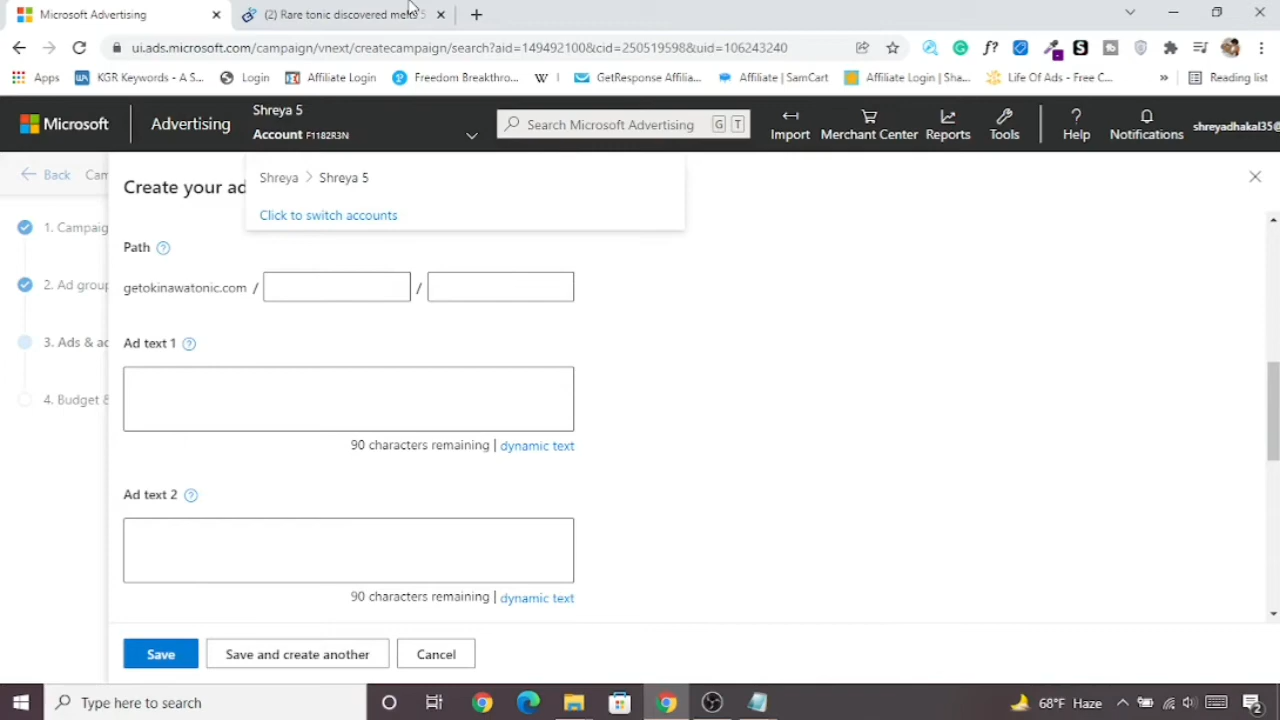 Microsoft Advertising
(2) Rare tonic discovered
ui.ads.microsoft.com/campaign/vnext/createcampaign/search?aid=149492100&cid=250519598&uid=106243240
Apps
KGR Keywords - A S...
Login
Affiliate Login
Freedom Breakthro...
W
GetResponse Affilia...
Affiliate | SamCart
Affiliate Login | Sha...
Life Of Ads - Free C...
»
Reading list
Microsoft
Advertising
Shreya 5
Account F1182R3N
Search Microsoft Advertising
G
T
Import
Merchant Center
Reports
Tools
Help
Notifications
shreyadhakal35@
Back
Cam
Create your ad
Shreya > Shreya 5
Click to switch accounts
1. Campaig
2. Ad group
3. Ads & ad
4. Budget &
Path
getokinawatonic.com /
/
Ad text 1
90 characters remaining | dynamic text
Ad text 2
90 characters remaining | dynamic text
Save
Save and create another
Cancel
Type here to search
68°F Haze
2